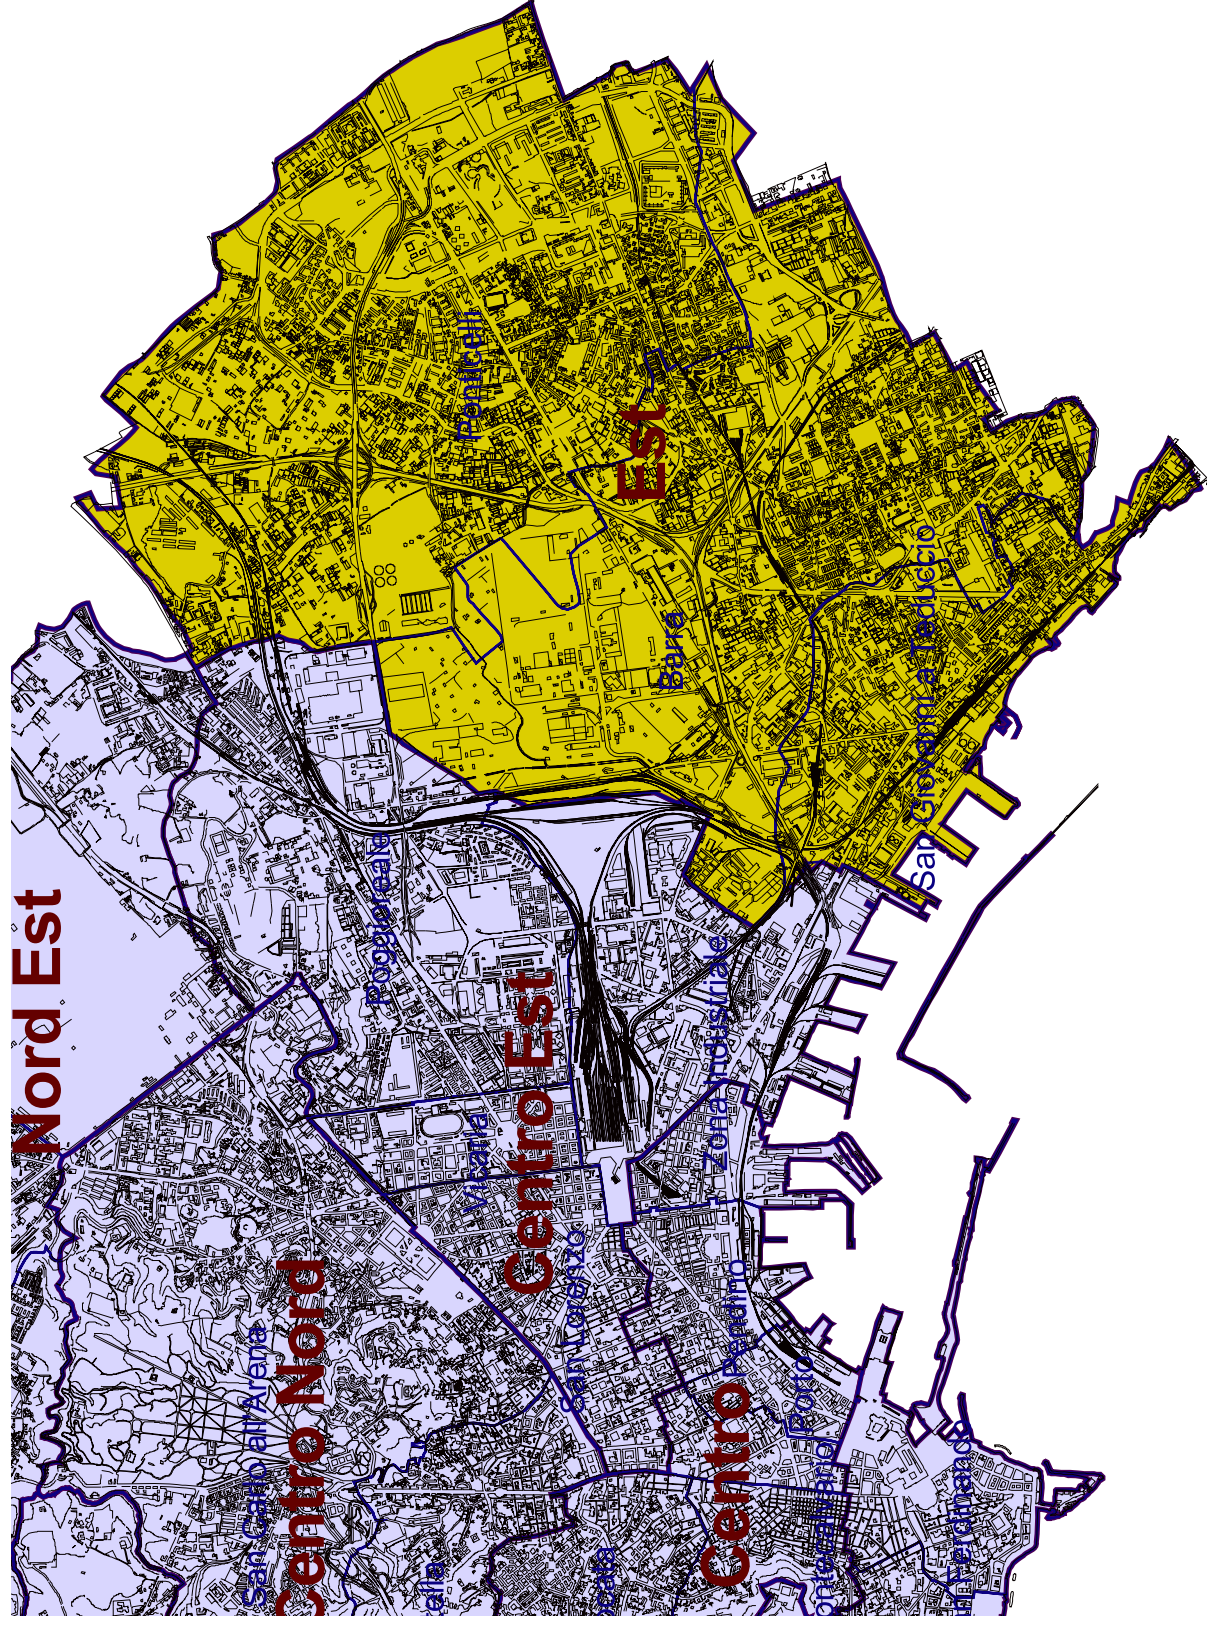 Ponticelli
Est
Barra
San Giovanni a Teduccio
Poggioreale
Nord Est
Centro Est
Zona Industriale
Vicaria
San Lorenzo
Centro Nord
San Carlo all'Arena
Pendino
Centro
Porto
Ferdinando